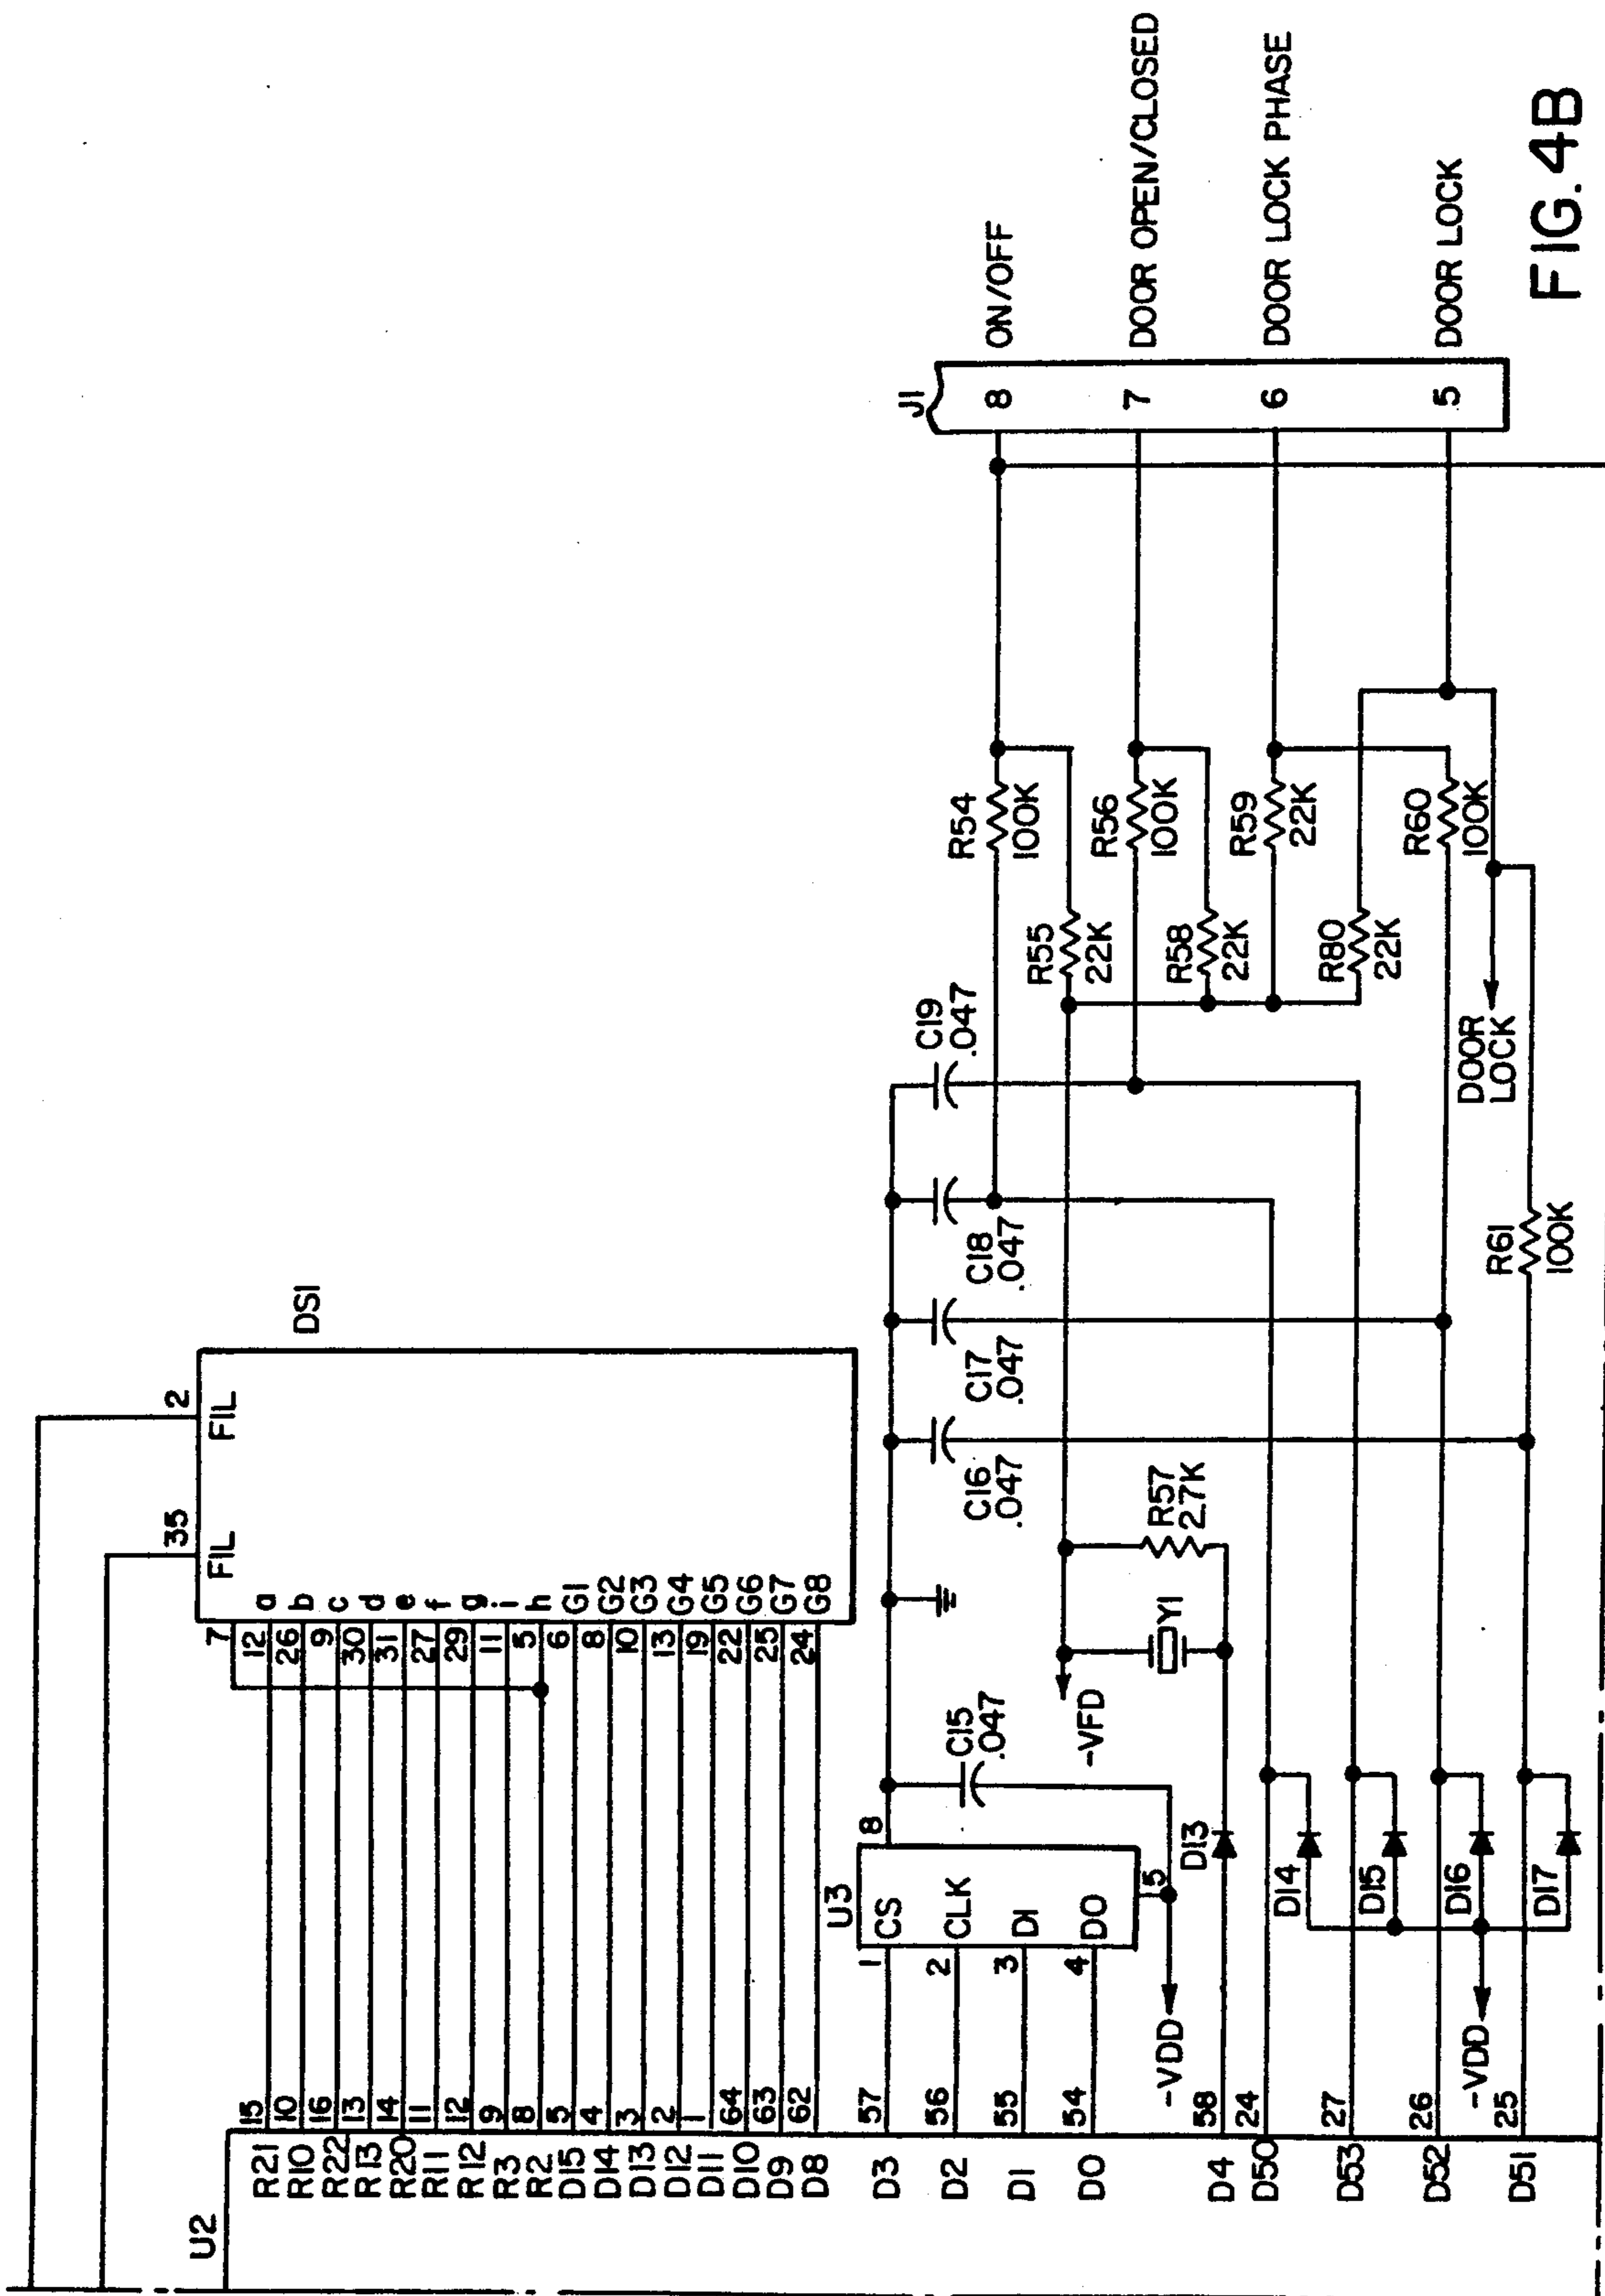 U2
R21 15 12 a
R10 10 26 b
R22 16 9 c
R13 13 30 d
R20 14 31 e
R11 11 27 f
R12 12 29 g
R3 9 11 i
R2 8 5 h
D15 5 6 G1
D14 4 8 G2
D13 3 10 G3
D12 2 13 G4
D11 1 19 G5
D10 64 22 G6
D9 63 25 G7
D8 62 24 G8
7
35
FIL
2
FIL
DS1
D3 57
D2 56
D1 55
D0 54
D4 58
D50 24
D53 27
D52 26
D51 25
U3
1 CS
2 CLK
3 DI
4 DO
8
5
-VDD
C15
.047
D13
D14
D15
D16
D17
-VDD
-VFD
Y1
R57
2.7K
C16
.047
C17
.047
C18
.047
C19
.047
R54
100K
R55
22K
R56
100K
R58
22K
R59
22K
R80
22K
R60
100K
R61
100K
DOOR
LOCK
J1
8 ON/OFF
7 DOOR OPEN/CLOSED
6 DOOR LOCK PHASE
5 DOOR LOCK
FIG. 4B